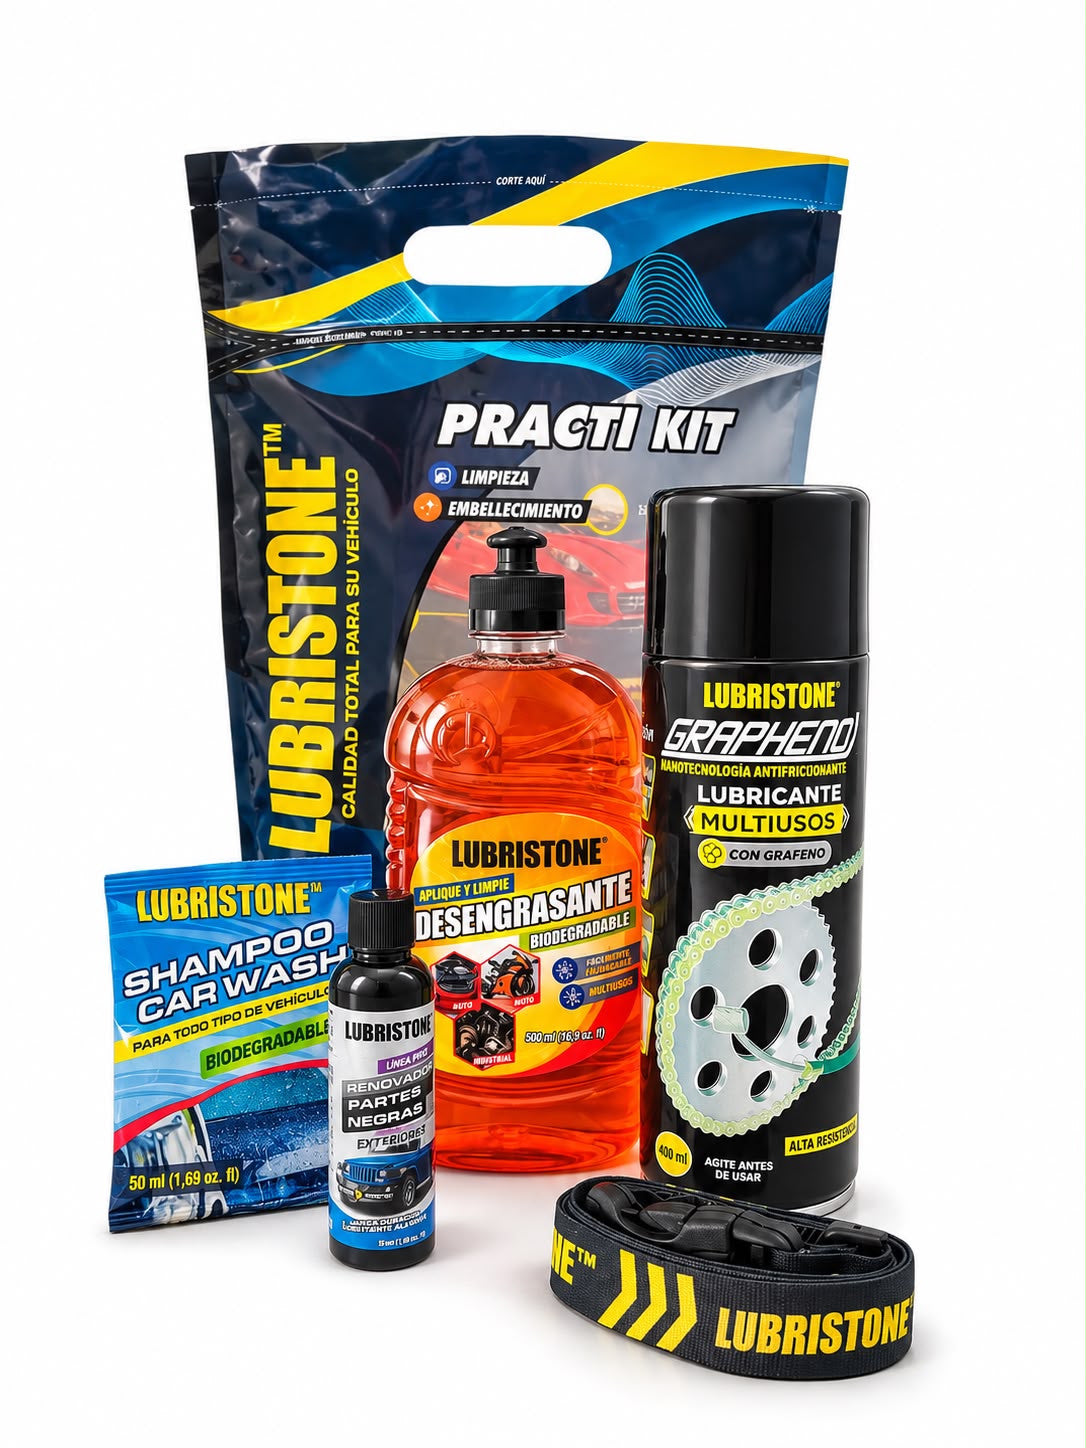 CORTE AQUÍ
PRACTI KIT
LIMPIEZA
EMBELLECIMIENTO
LUBRISTONE™
CALIDAD TOTAL PARA SU VEHÍCULO
LUBRISTONE®
GRAPHENO
NANOTECNOLOGÍA ANTIFRICCIONANTE
LUBRICANTE
MULTIUSOS
CON GRAFENO
ALTA RESISTENCIA
400 ml
AGITE ANTES
DE USAR
LUBRISTONE®
APLIQUE Y LIMPIE
DESENGRASANTE
BIODEGRADABLE
FÁCILMENTE
ENJUAGABLE
MULTIUSOS
AUTO
MOTO
INDUSTRIAL
500 ml (16,9 oz. fl)
LUBRISTONE™
SHAMPOO
CAR WASH
PARA TODO TIPO DE VEHÍCULO
BIODEGRADABLE
50 ml (1,69 oz. fl)
LUBRISTONE
LÍNEA PRO
RENOVADOR
PARTES
NEGRAS
EXTERIORES
NE™
LUBRISTONE